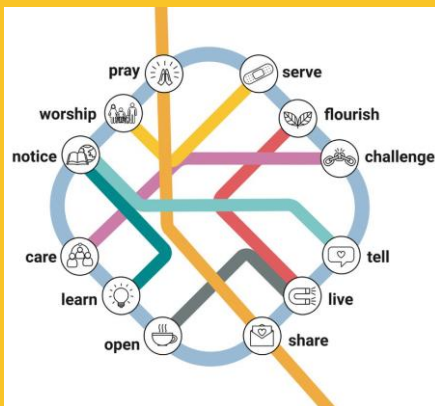 pray
serve
worship
flourish
notice
challenge
care
tell
learn
live
open
share